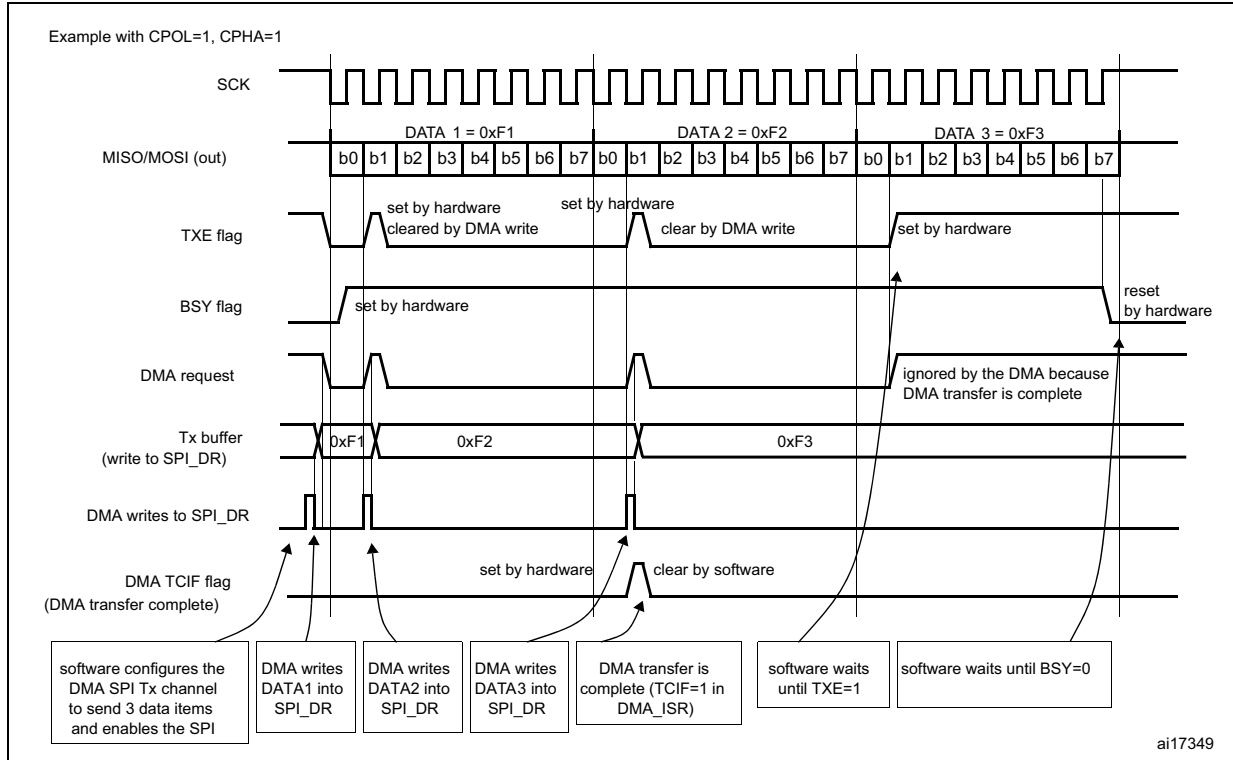 Example with CPOL=1, CPHA=1
SCK
DATA 1 = 0xF1
DATA 2 = 0xF2
DATA 3 = 0xF3
MISO/MOSI (out)
b0 b1 b2 b3 b4 b5 b6 b7 b0 b1 b2 b3 b4 b5 b6 b7 b0 b1 b2 b3 b4 b5 b6 b7
TXE flag
set by hardware
cleared by DMA write
set by hardware
clear by DMA write
set by hardware
BSY flag
set by hardware
reset
by hardware
DMA request
ignored by the DMA because
DMA transfer is complete
Tx buffer
(write to SPI_DR)
0xF1
0xF2
0xF3
DMA writes to SPI_DR
DMA TCIF flag
(DMA transfer complete)
set by hardware
clear by software
software configures the
DMA SPI Tx channel
to send 3 data items
and enables the SPI
DMA writes
DATA1 into
SPI_DR
DMA writes
DATA2 into
SPI_DR
DMA writes
DATA3 into
SPI_DR
DMA transfer is
complete (TCIF=1 in
DMA_ISR)
software waits
until TXE=1
software waits until BSY=0
ai17349